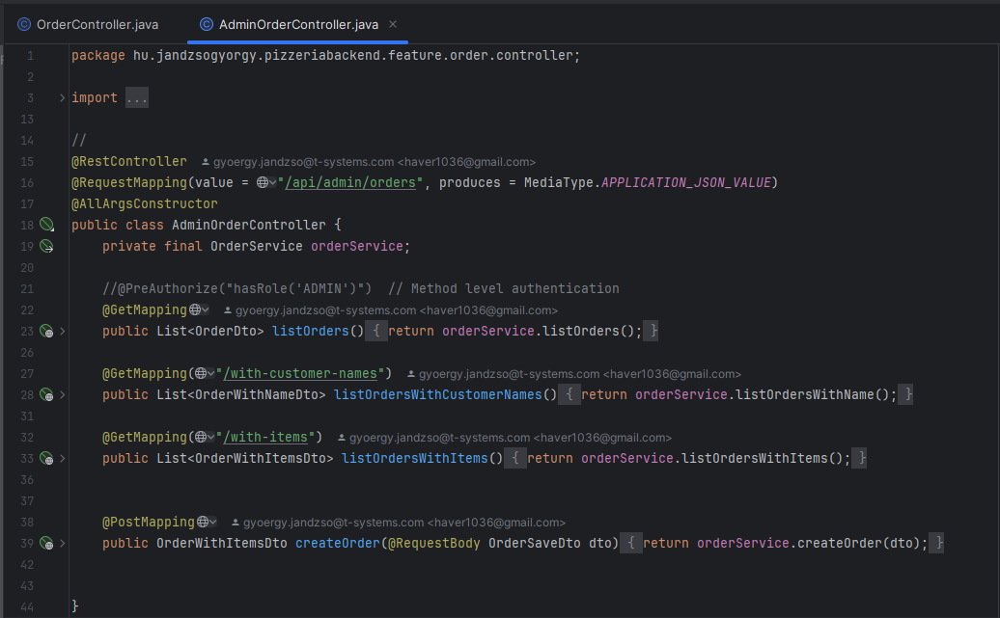 OrderController.java AdminOrderController.java
1 package hu.jandzsogyorgy.pizzeriabackend.feature.order.controller;
2
3 import ...
13
14 //
15 @RestController gyoergy.jandzso@t-systems.com <haver1036@gmail.com>
16 @RequestMapping(value = "/api/admin/orders", produces = MediaType.APPLICATION_JSON_VALUE)
17 @AllArgsConstructor
18 public class AdminOrderController {
19 private final OrderService orderService;
20
21 //@PreAuthorize("hasRole('ADMIN')") // Method level authentication
22 @GetMapping gyoergy.jandzso@t-systems.com <haver1036@gmail.com>
23 public List<OrderDto> listOrders() { return orderService.listOrders(); }
26
27 @GetMapping("/with-customer-names") gyoergy.jandzso@t-systems.com <haver1036@gmail.com>
28 public List<OrderWithNameDto> listOrdersWithCustomerNames() { return orderService.listOrdersWithName(); }
31
32 @GetMapping("/with-items") gyoergy.jandzso@t-systems.com <haver1036@gmail.com>
33 public List<OrderWithItemsDto> listOrdersWithItems() { return orderService.listOrdersWithItems(); }
36
37
38 @PostMapping gyoergy.jandzso@t-systems.com <haver1036@gmail.com>
39 public OrderWithItemsDto createOrder(@RequestBody OrderSaveDto dto) { return orderService.createOrder(dto); }
42
43
44 }